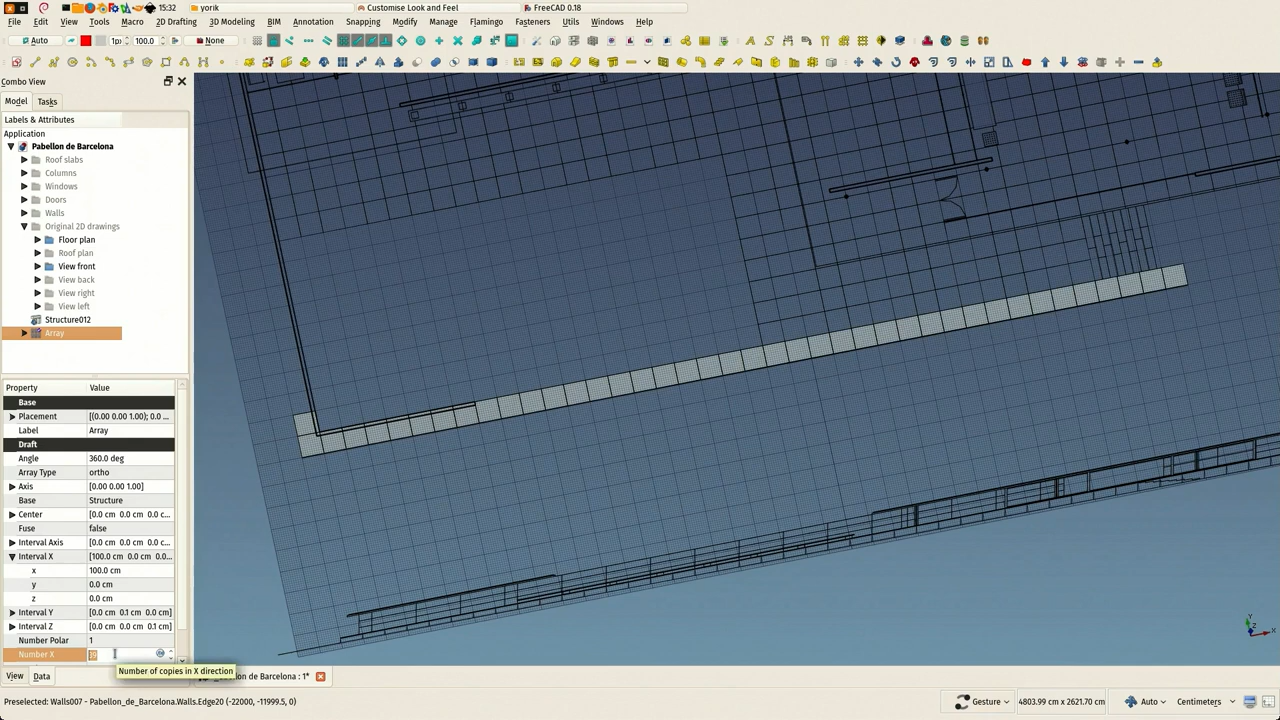 15:32
yorik
Customise Look and Feel
FreeCAD 0.18
File Edit View Tools Macro 2D Drafting 3D Modeling BIM Annotation Snapping Modify Manage Flamingo Fasteners Utils Windows Help
Auto 1px 100.0 None
Combo View
Model Tasks
Labels & Attributes
Application
Pabellon de Barcelona
Roof slabs
Columns
Windows
Doors
Walls
Original 2D drawings
Floor plan
Roof plan
View front
View back
View right
View left
Structure012
Array
Property Value
Base
Placement [(0.00 0.00 1.00); 0.0 ...
Label Array
Draft
Angle 360.0 deg
Array Type ortho
Axis [0.00 0.00 1.00]
Base Structure
Center [0.0 cm 0.0 cm 0.0 c...
Fuse false
Interval Axis [0.0 cm 0.0 cm 0.0 c...
Interval X [100.0 cm 0.0 cm 0.0...
x 100.0 cm
y 0.0 cm
z 0.0 cm
Interval Y [0.0 cm 0.1 cm 0.0 cm]
Interval Z [0.0 cm 0.0 cm 0.1 cm]
Number Polar 1
Number X
Number of copies in X direction
View Data
de Barcelona : 1*
Preselected: Walls007 - Pabellon_de_Barcelona.Walls.Edge20 (-22000, -11999.5, 0)
Gesture 4803.99 cm x 2621.70 cm Auto Centimeters
Y
Z
X